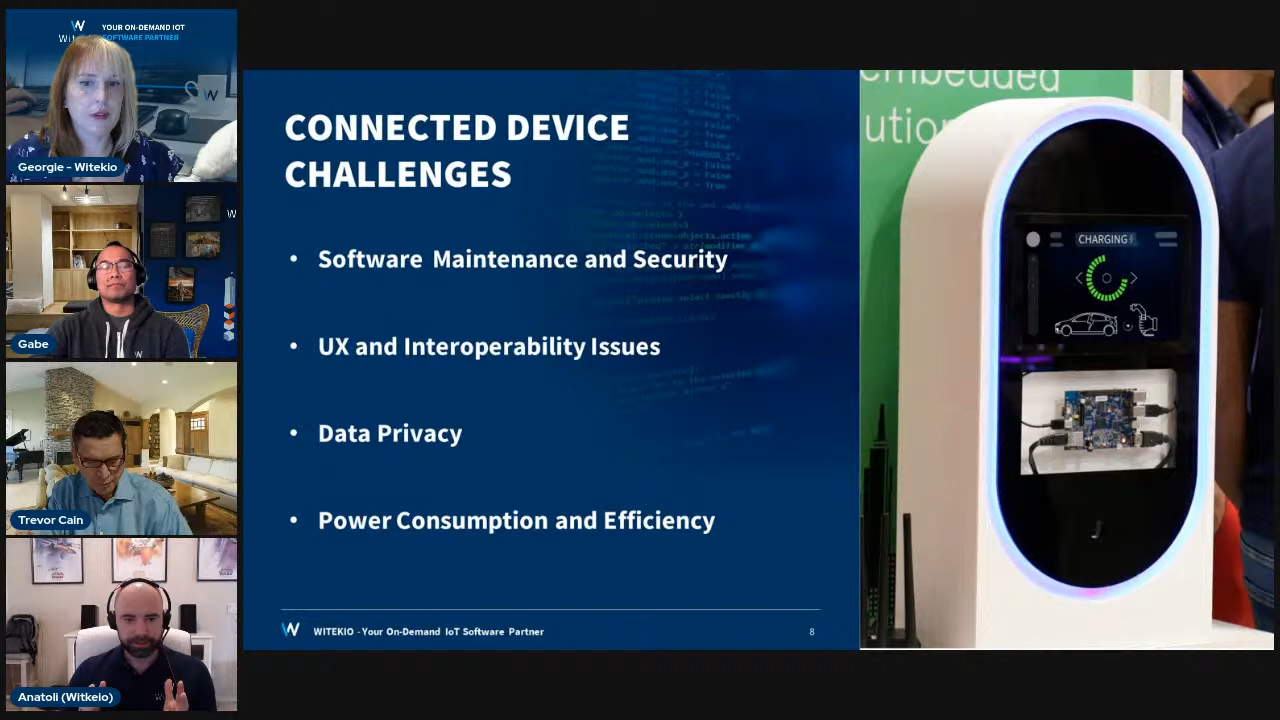 YOUR ON-DEMAND IOT
SOFTWARE PARTNER
Georgie - Witekio
Gabe
Trevor Cain
Anatoli (Witkeio)
CONNECTED DEVICE
CHALLENGES
• Software Maintenance and Security
• UX and Interoperability Issues
• Data Privacy
• Power Consumption and Efficiency
W WITEKIO - Your On-Demand IoT Software Partner
8
embedded
CHARGING